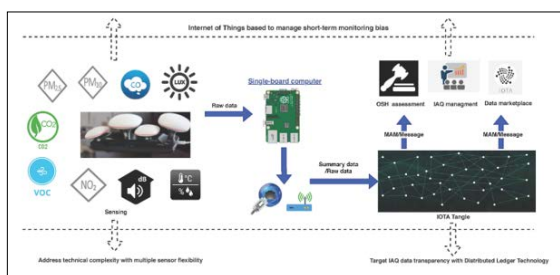 Internet of Things based to manage short-term monitoring bias
PM2.5
PM10
CO
LUX
CO2
CO2
VOC
NO2
dB
°C
%
Sensing
Raw data
Single-board computer
Summary data
/Raw data
OSH assessment
IAQ managment
IOTA
Data marketplace
MAM/Message
MAM/Message
IOTA Tangle
Address technical complexity with multiple sensor flexibility
Target IAQ data transparency with Distributed Ledger Technology